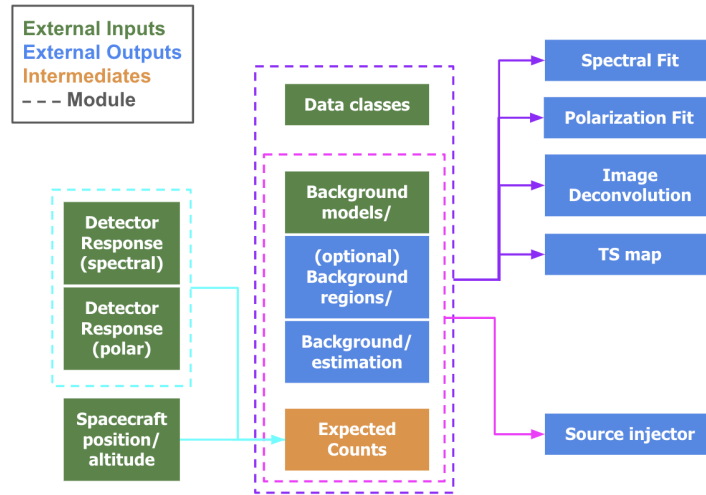 External Inputs
External Outputs
Intermediates
– – – Module
Data classes
Background
models/
(optional)
Background
regions/
Background/
estimation
Expected
Counts
Detector
Response
(spectral)
Detector
Response
(polar)
Spacecraft
position/
altitude
Spectral Fit
Polarization Fit
Image
Deconvolution
TS map
Source injector